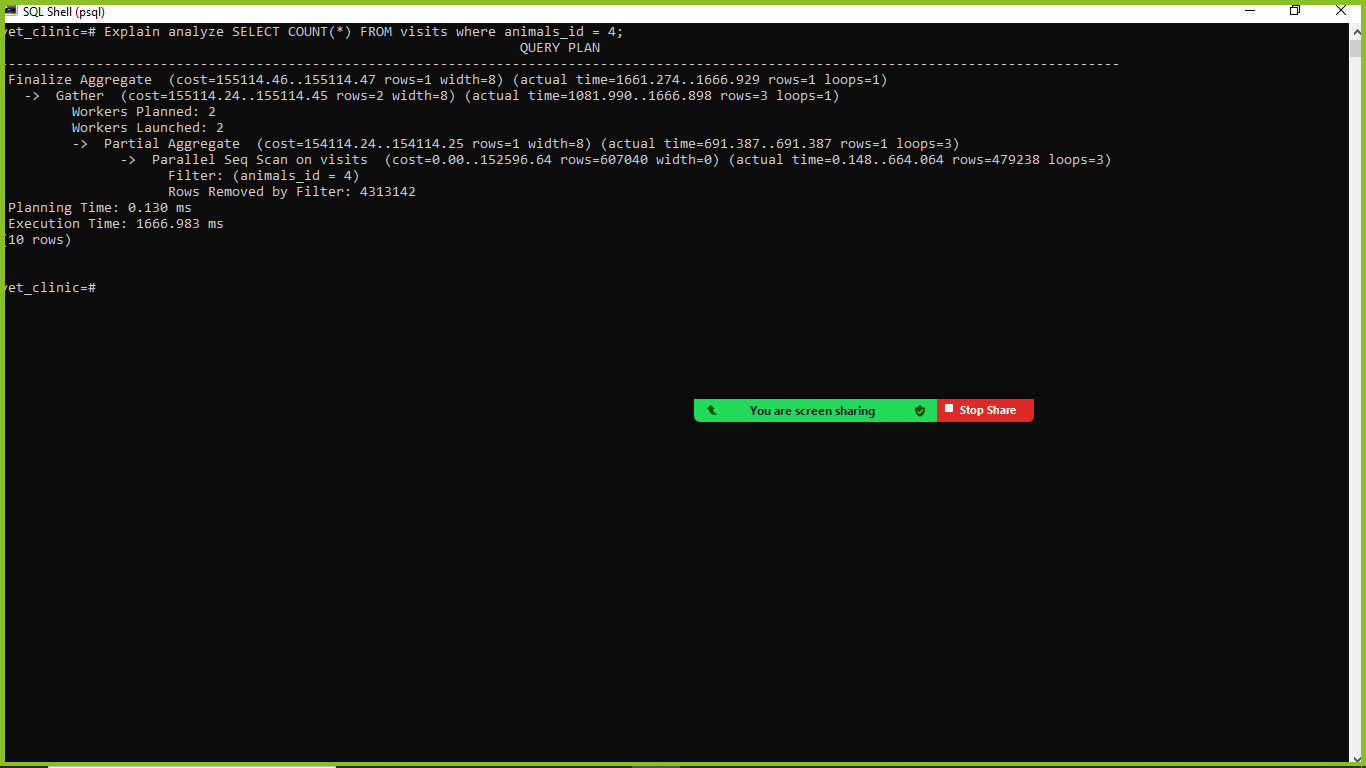 SQL Shell (psql)
vet_clinic=# Explain analyze SELECT COUNT(*) FROM visits where animals_id = 4;
QUERY PLAN
-------------------------------------------------------------------------------------------------------------------------------------------
Finalize Aggregate  (cost=155114.46..155114.47 rows=1 width=8) (actual time=1661.274..1666.929 rows=1 loops=1)
  ->  Gather  (cost=155114.24..155114.45 rows=2 width=8) (actual time=1081.990..1666.898 rows=3 loops=1)
        Workers Planned: 2
        Workers Launched: 2
        ->  Partial Aggregate  (cost=154114.24..154114.25 rows=1 width=8) (actual time=691.387..691.387 rows=1 loops=3)
              ->  Parallel Seq Scan on visits  (cost=0.00..152596.64 rows=607040 width=0) (actual time=0.148..664.064 rows=479238 loops=3)
                    Filter: (animals_id = 4)
                    Rows Removed by Filter: 4313142
Planning Time: 0.130 ms
Execution Time: 1666.983 ms
(10 rows)
vet_clinic=#
You are screen sharing Stop Share